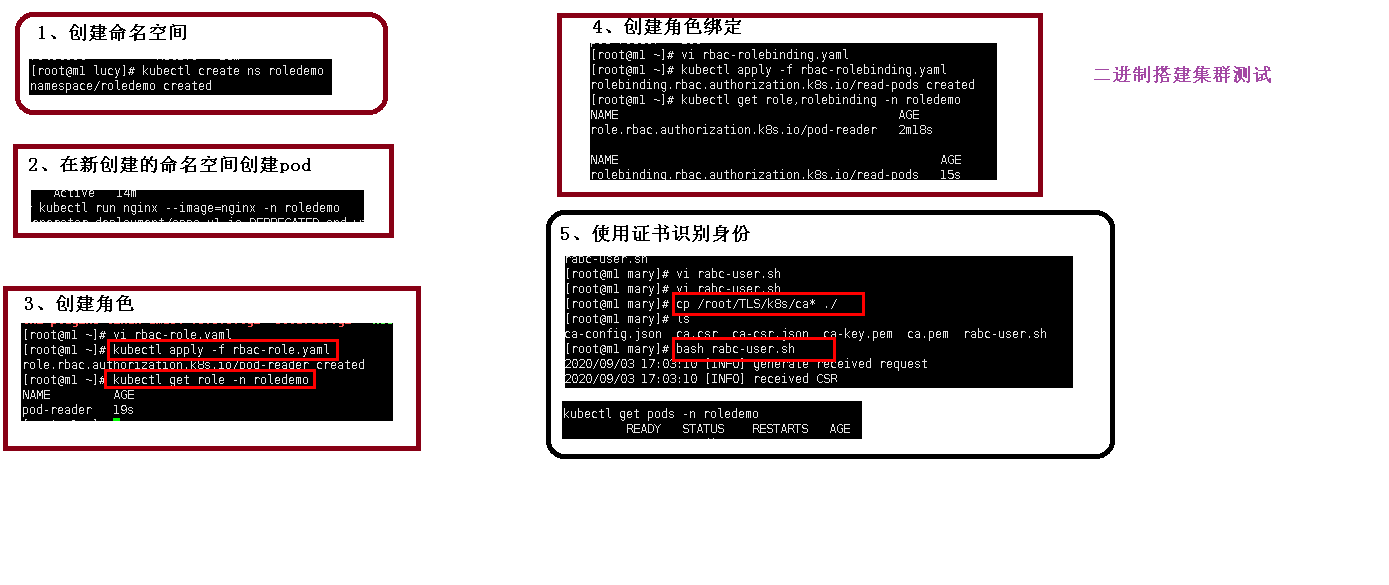 1、创建命名空间
[root@m1 lucy]# kubectl create ns roledemo
namespace/roledemo created
2、在新创建的命名空间创建pod
Active 14m
kubectl run nginx --image=nginx -n roledemo
3、创建角色
[root@m1 ~]# vi rbac-role.yaml
[root@m1 ~]# kubectl apply -f rbac-role.yaml
role.rbac.authorization.k8s.io/pod-reader created
[root@m1 ~]# kubectl get role -n roledemo
NAME AGE
pod-reader 19s
4、创建角色绑定
[root@m1 ~]# vi rbac-rolebinding.yaml
[root@m1 ~]# kubectl apply -f rbac-rolebinding.yaml
rolebinding.rbac.authorization.k8s.io/read-pods created
[root@m1 ~]# kubectl get role,rolebinding -n roledemo
NAME AGE
role.rbac.authorization.k8s.io/pod-reader 2m18s
NAME AGE
rolebinding.rbac.authorization.k8s.io/read-pods 15s
5、使用证书识别身份
rabc-user.sh
[root@m1 mary]# vi rabc-user.sh
[root@m1 mary]# vi rabc-user.sh
[root@m1 mary]# cp /root/TLS/k8s/ca* ./
[root@m1 mary]# ls
ca-config.json ca.csr ca-csr.json ca-key.pem ca.pem rabc-user.sh
[root@m1 mary]# bash rabc-user.sh
2020/09/03 17:03:10 [INFO] generate received request
2020/09/03 17:03:10 [INFO] received CSR
kubectl get pods -n roledemo
READY STATUS RESTARTS AGE
二进制搭建集群测试